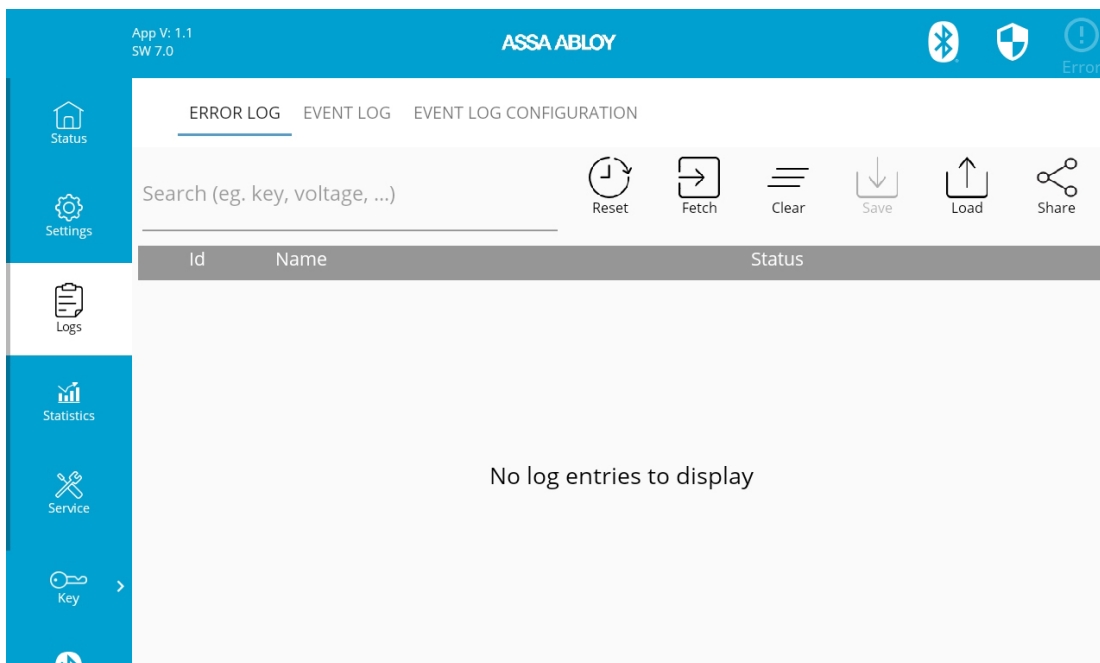 App V: 1.1
SW 7.0
ASSA ABLOY
Error
Status
Settings
Logs
Statistics
Service
Key
ERROR LOG EVENT LOG EVENT LOG CONFIGURATION
Search (eg. key, voltage, ...)
Reset Fetch Clear Save Load Share
Id Name Status
No log entries to display